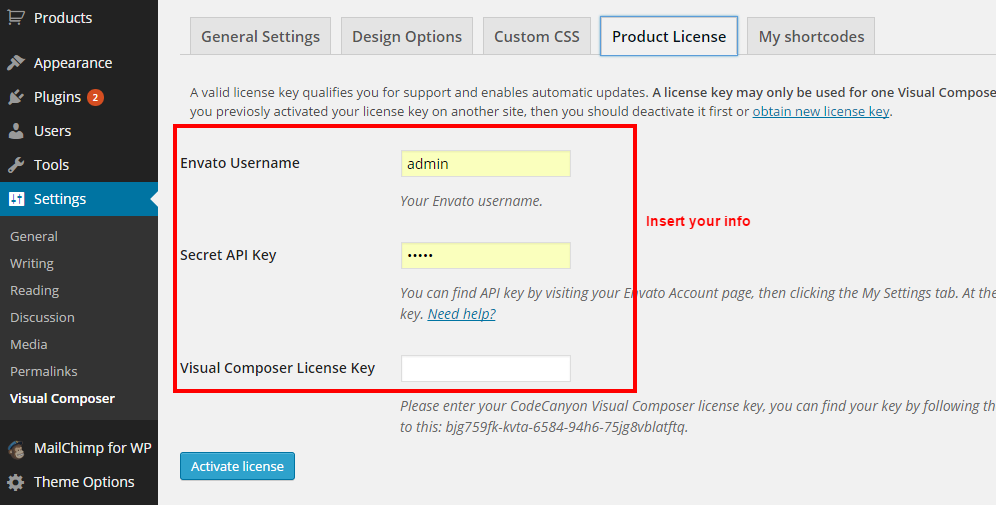 Products
Appearance
Plugins 2
Users
Tools
Settings
General
Writing
Reading
Discussion
Media
Permalinks
Visual Composer
MailChimp for WP
Theme Options
General Settings Design Options Custom CSS Product License My shortcodes
A valid license key qualifies you for support and enables automatic updates. A license key may only be used for one Visual Compose
you previosly activated your license key on another site, then you should deactivate it first or obtain new license key.
Envato Username admin
Your Envato username.
Insert your info
Secret API Key •••••
You can find API key by visiting your Envato Account page, then clicking the My Settings tab. At the
key. Need help?
Visual Composer License Key
Please enter your CodeCanyon Visual Composer license key, you can find your key by following th
to this: bjg759fk-kvta-6584-94h6-75jg8vblatftq.
Activate license